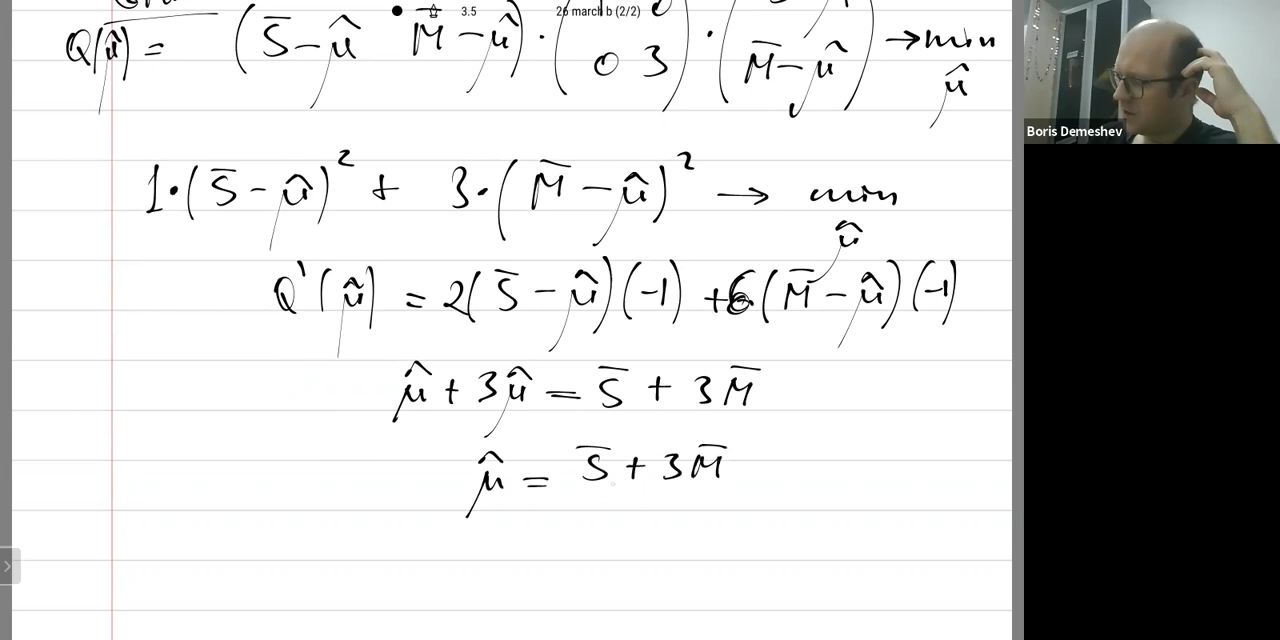 3.5 26 march b (2/2)
Q(μ̂) = (S̄ − μ̂ M̄ − μ̂) · ( 0 3 ) · ( M̄ − μ̂ ) → min μ̂
Boris Demeshev
1·(S̄ − μ̂)² + 3·(M̄ − μ̂)² → min μ̂
Q'(μ̂) = 2(S̄ − μ̂)(−1) + 6(M̄ − μ̂)(−1)
μ̂ + 3μ̂ = S̄ + 3M̄
μ̂ = S̄ + 3M̄